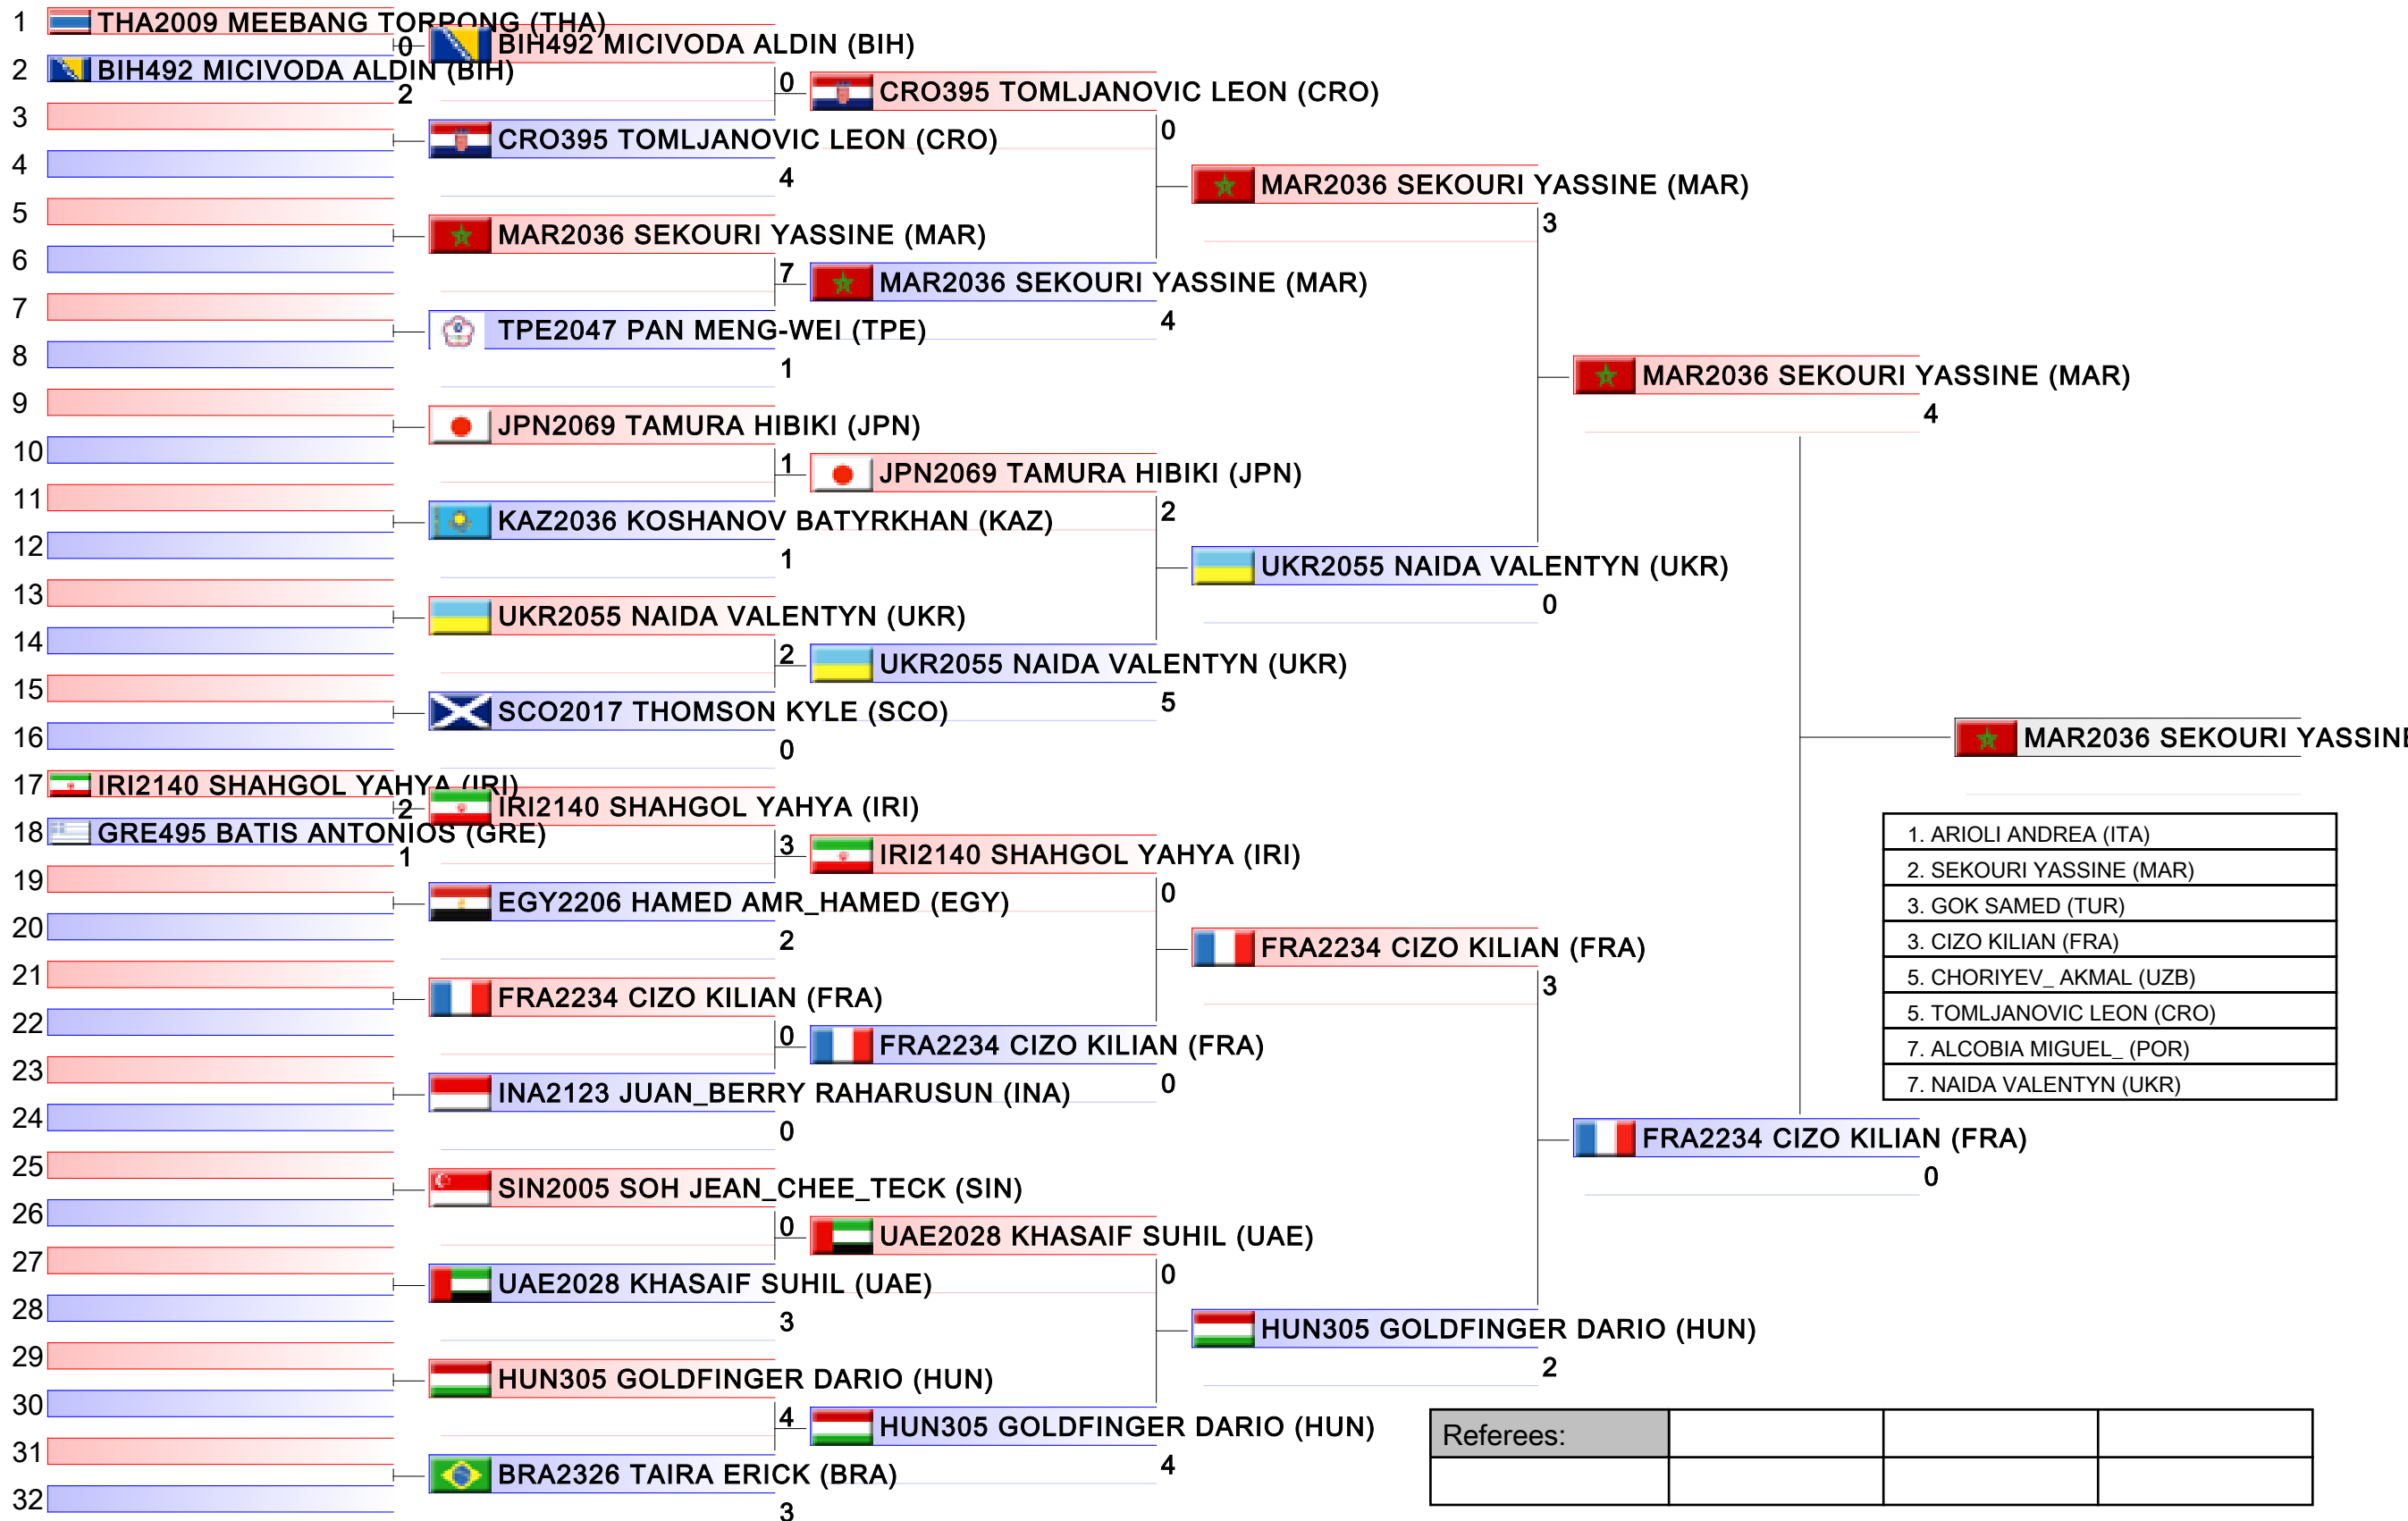 1 THA2009 MEEBANG TORPONG (THA)
0
2 BIH492 MICIVODA ALDIN (BIH)
2
3
4
5
6
7
8
9
10
11
12
13
14
15
16
17 IRI2140 SHAHGOL YAHYA (IRI)
2
18 GRE495 BATIS ANTONIOS (GRE)
1
19
20
21
22
23
24
25
26
27
28
29
30
31
32
BIH492 MICIVODA ALDIN (BIH)
0
CRO395 TOMLJANOVIC LEON (CRO)
4
MAR2036 SEKOURI YASSINE (MAR)
7
TPE2047 PAN MENG-WEI (TPE)
1
JPN2069 TAMURA HIBIKI (JPN)
1
KAZ2036 KOSHANOV BATYRKHAN (KAZ)
1
UKR2055 NAIDA VALENTYN (UKR)
2
SCO2017 THOMSON KYLE (SCO)
0
IRI2140 SHAHGOL YAHYA (IRI)
3
EGY2206 HAMED AMR_HAMED (EGY)
2
FRA2234 CIZO KILIAN (FRA)
0
INA2123 JUAN_BERRY RAHARUSUN (INA)
0
SIN2005 SOH JEAN_CHEE_TECK (SIN)
0
UAE2028 KHASAIF SUHIL (UAE)
3
HUN305 GOLDFINGER DARIO (HUN)
4
BRA2326 TAIRA ERICK (BRA)
3
CRO395 TOMLJANOVIC LEON (CRO)
0
MAR2036 SEKOURI YASSINE (MAR)
4
JPN2069 TAMURA HIBIKI (JPN)
2
UKR2055 NAIDA VALENTYN (UKR)
5
IRI2140 SHAHGOL YAHYA (IRI)
0
FRA2234 CIZO KILIAN (FRA)
0
UAE2028 KHASAIF SUHIL (UAE)
0
HUN305 GOLDFINGER DARIO (HUN)
4
MAR2036 SEKOURI YASSINE (MAR)
3
UKR2055 NAIDA VALENTYN (UKR)
0
FRA2234 CIZO KILIAN (FRA)
3
HUN305 GOLDFINGER DARIO (HUN)
2
MAR2036 SEKOURI YASSINE (MAR)
4
FRA2234 CIZO KILIAN (FRA)
0
MAR2036 SEKOURI YASSINE
1. ARIOLI ANDREA (ITA)
2. SEKOURI YASSINE (MAR)
3. GOK SAMED (TUR)
3. CIZO KILIAN (FRA)
5. CHORIYEV_ AKMAL (UZB)
5. TOMLJANOVIC LEON (CRO)
7. ALCOBIA MIGUEL_ (POR)
7. NAIDA VALENTYN (UKR)
Referees: